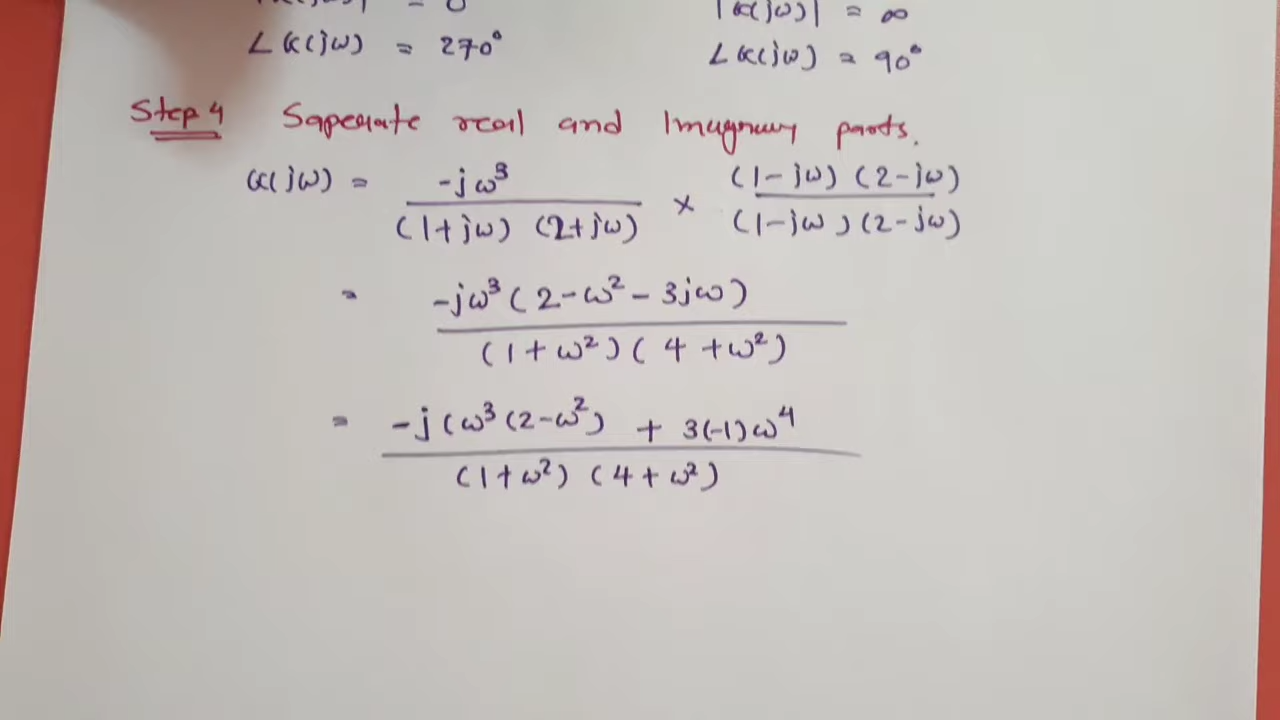 = 0 |G(jω)| = ∞
∠G(jω) = 270° ∠G(jω) = 90°
Step 4 Saperate real and Imaginary parts.
G(jω) = -jω³ / (1+jω) (2+jω) × (1-jω) (2-jω) / (1-jω) (2-jω)
= -jω³ (2-ω² - 3jω) / (1+ω²) (4+ω²)
= -j(ω³ (2-ω²) + 3(-1)ω⁴ / (1+ω²) (4+ω²)